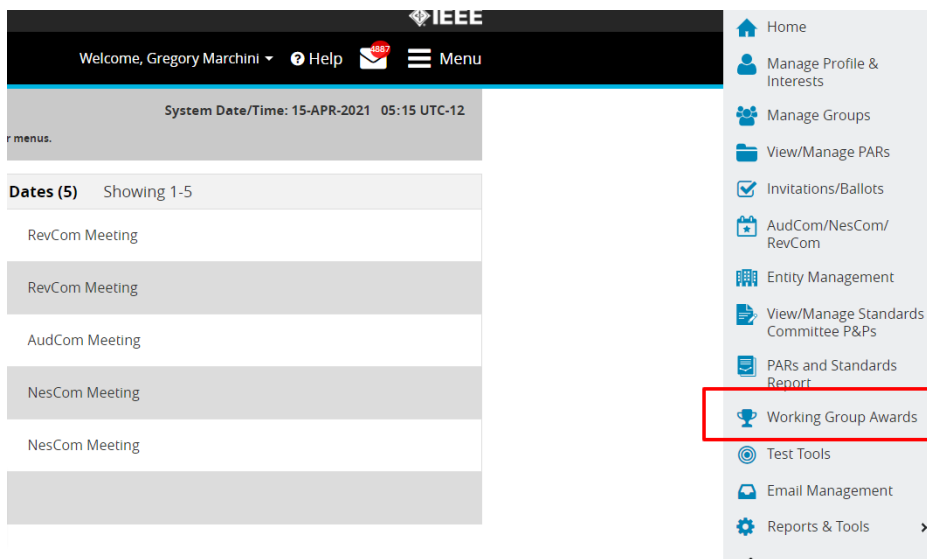 IEEE
Welcome, Gregory Marchini Help 4887 Menu
System Date/Time: 15-APR-2021 05:15 UTC-12
r menus.
Dates (5) Showing 1-5
RevCom Meeting
RevCom Meeting
AudCom Meeting
NesCom Meeting
NesCom Meeting
Home
Manage Profile &
Interests
Manage Groups
View/Manage PARs
Invitations/Ballots
AudCom/NesCom/
RevCom
Entity Management
View/Manage Standards
Committee P&Ps
PARs and Standards
Report
Working Group Awards
Test Tools
Email Management
Reports & Tools